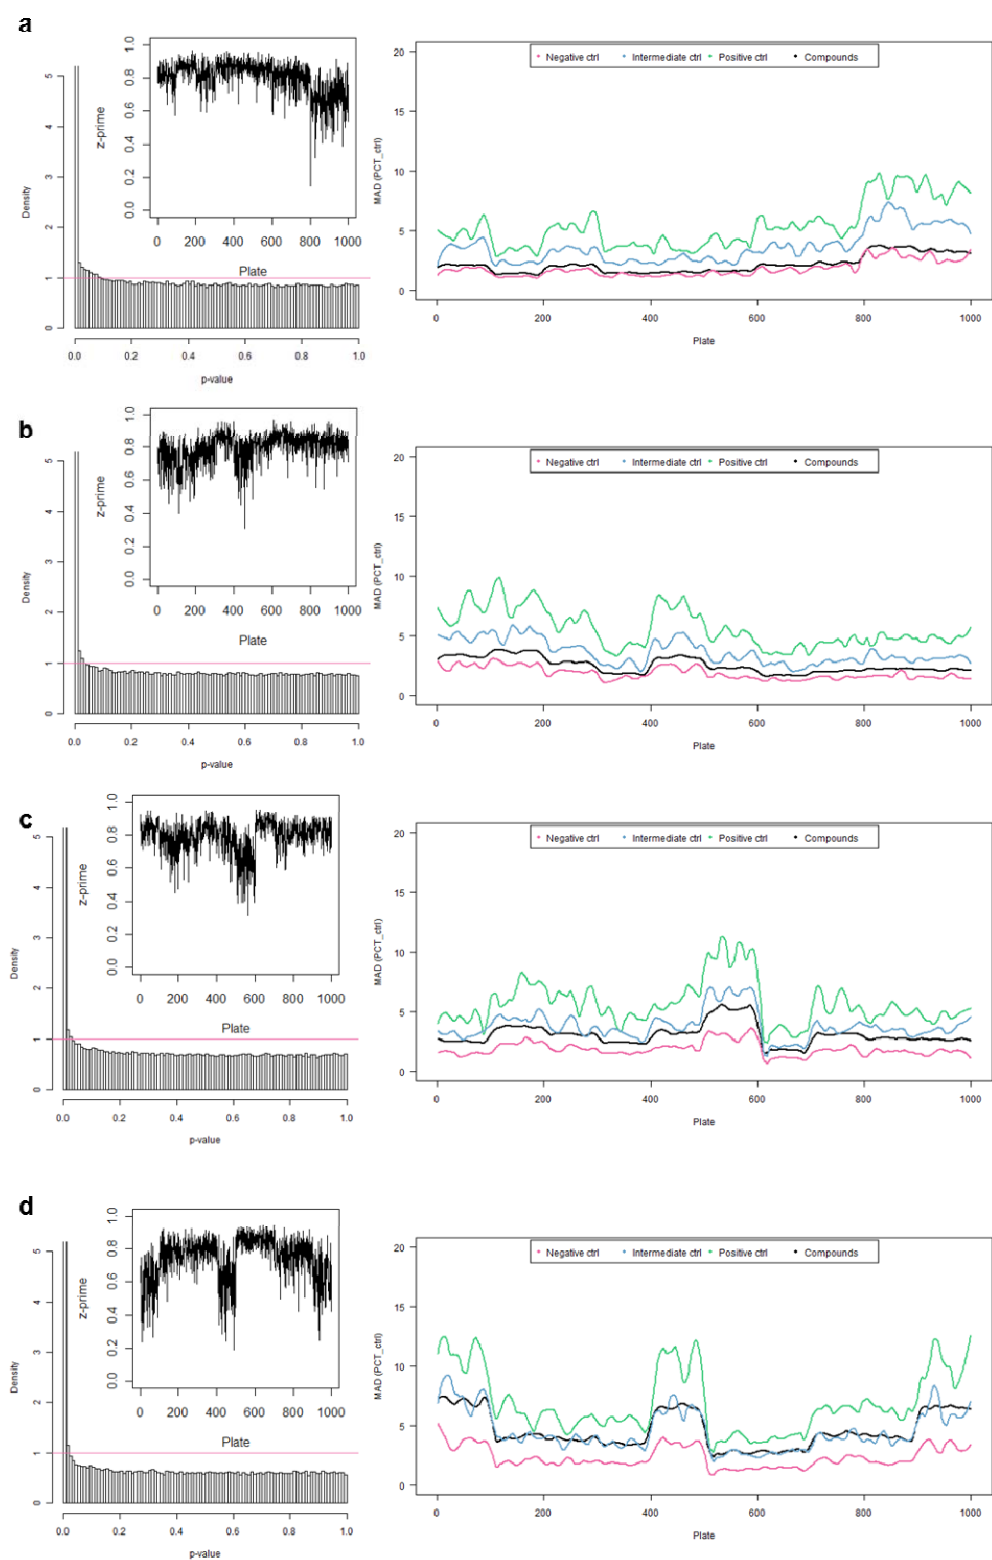 a
1.0
0.8
0.6
0.4
0.2
0.0
z-prime
0 200 400 600 800 1000
Plate
5
4
3
2
1
0
Density
0.0 0.2 0.4 0.6 0.8 1.0
p-value
Negative ctrl Intermediate ctrl Positive ctrl Compounds
20
15
10
5
0
MAD (PCT_ctrl)
0 200 400 600 800 1000
Plate
b
1.0
0.8
0.6
0.4
0.2
0.0
z-prime
0 200 400 600 800 1000
Plate
5
4
3
2
1
0
Density
0.0 0.2 0.4 0.6 0.8 1.0
p-value
Negative ctrl Intermediate ctrl Positive ctrl Compounds
20
15
10
5
0
MAD (PCT_ctrl)
0 200 400 600 800 1000
Plate
c
1.0
0.8
0.6
0.4
0.2
0.0
z-prime
0 200 400 600 800 1000
Plate
5
4
3
2
1
0
Density
0.0 0.2 0.4 0.6 0.8 1.0
p-value
Negative ctrl Intermediate ctrl Positive ctrl Compounds
20
15
10
5
0
MAD (PCT_ctrl)
0 200 400 600 800 1000
Plate
d
1.0
0.8
0.6
0.4
0.2
0.0
z-prime
0 200 400 600 800 1000
Plate
5
4
3
2
1
0
Density
0.0 0.2 0.4 0.6 0.8 1.0
p-value
Negative ctrl Intermediate ctrl Positive ctrl Compounds
20
15
10
5
0
MAD (PCT_ctrl)
0 200 400 600 800 1000
Plate